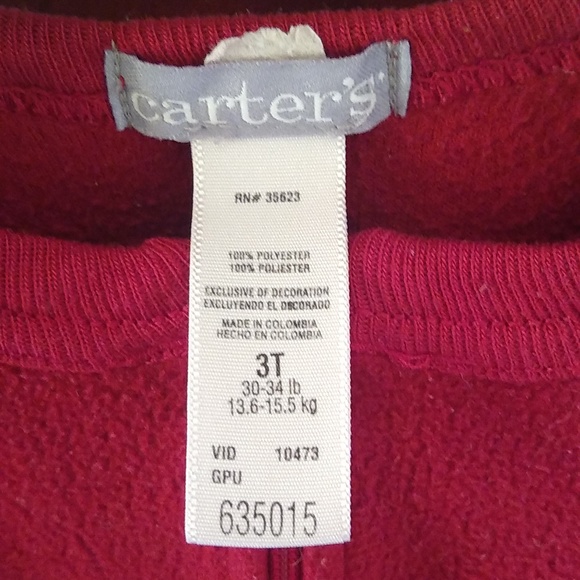 carter's
RN# 35623
100% POLYESTER
100% POLIESTER
EXCLUSIVE OF DECORATION
EXCLUYENDO EL DECORADO
MADE IN COLOMBIA
HECHO EN COLOMBIA
3T
30-34 lb
13.6-15.5 kg
VID 10473
GPU
635015